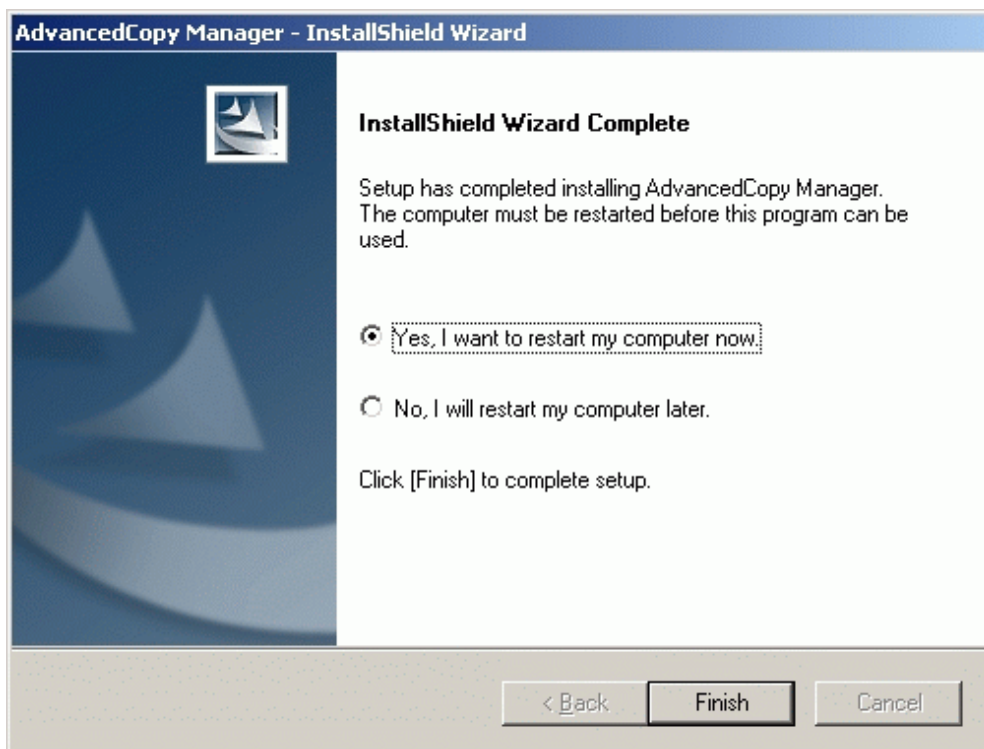 AdvancedCopy Manager - InstallShield Wizard
InstallShield Wizard Complete
Setup has completed installing AdvancedCopy Manager.
The computer must be restarted before this program can be
used.
Yes, I want to restart my computer now.
No, I will restart my computer later.
Click [Finish] to complete setup.
< Back
Finish
Cancel